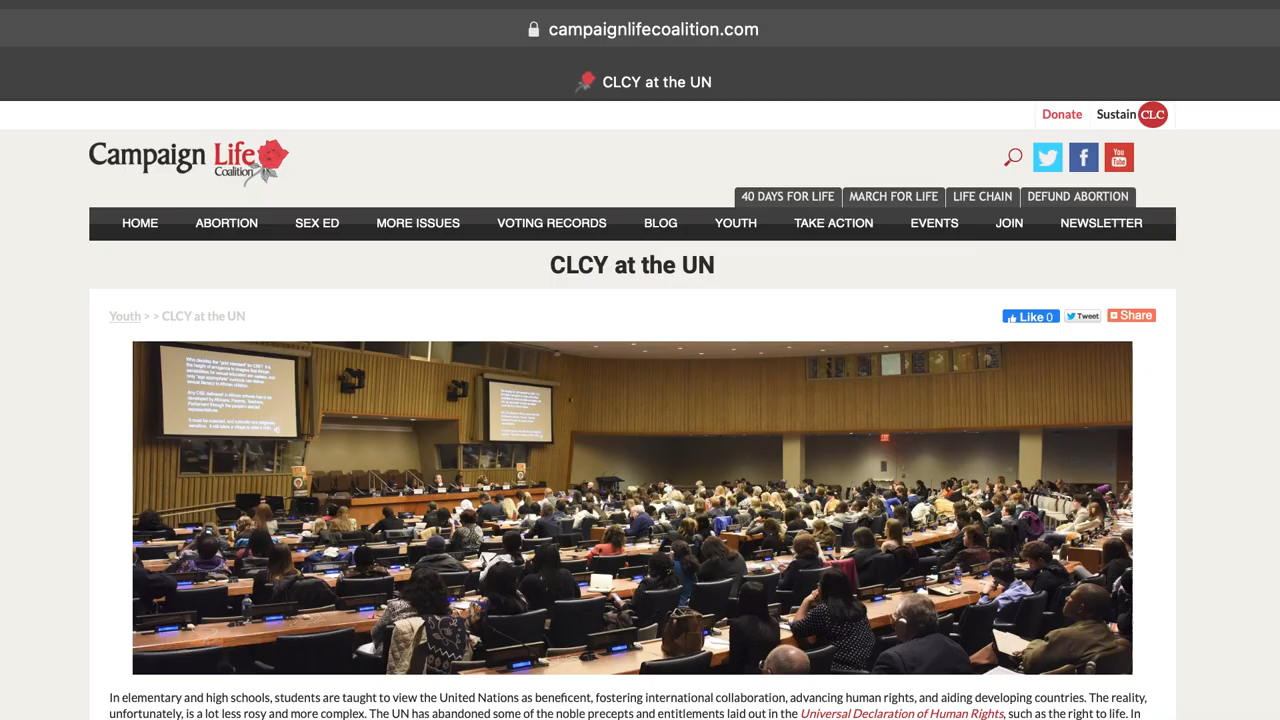 campaignlifecoalition.com
CLCY at the UN
Donate Sustain CLC
Campaign Life
Coalition
You
Tube
40 DAYS FOR LIFE MARCH FOR LIFE LIFE CHAIN DEFUND ABORTION
HOME ABORTION SEX ED MORE ISSUES VOTING RECORDS BLOG YOUTH TAKE ACTION EVENTS JOIN NEWSLETTER
CLCY at the UN
Youth > > CLCY at the UN
Like 0 Tweet Share
In elementary and high schools, students are taught to view the United Nations as beneficent, fostering international collaboration, advancing human rights, and aiding developing countries. The reality,
unfortunately, is a lot less rosy and more complex. The UN has abandoned some of the noble precepts and entitlements laid out in the Universal Declaration of Human Rights, such as the right to life. In